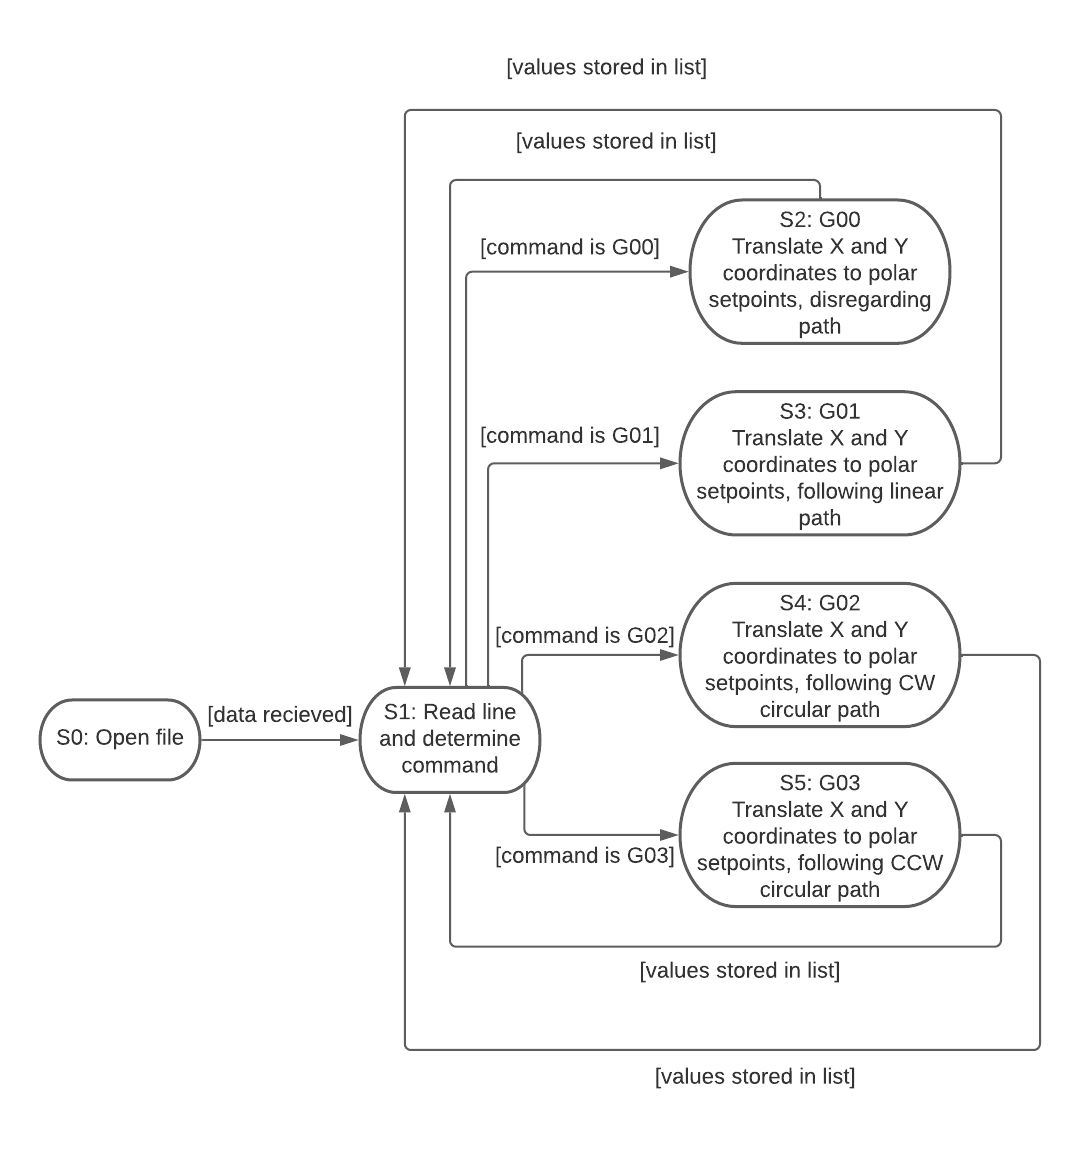 [values stored in list]
[values stored in list]
S2: G00
Translate X and Y
coordinates to polar
setpoints, disregarding
path
[command is G00]
S3: G01
Translate X and Y
coordinates to polar
setpoints, following linear
path
[command is G01]
S4: G02
Translate X and Y
coordinates to polar
setpoints, following CW
circular path
[command is G02]
S0: Open file
[data recieved]
S1: Read line
and determine
command
S5: G03
Translate X and Y
coordinates to polar
setpoints, following CCW
circular path
[command is G03]
[values stored in list]
[values stored in list]